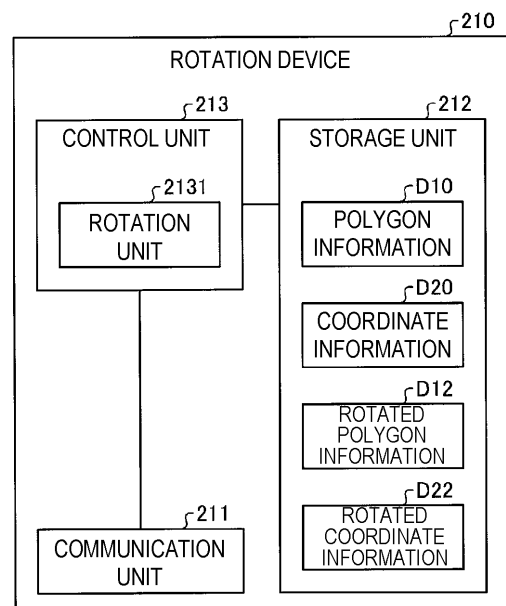 210
ROTATION DEVICE
213
CONTROL UNIT
2131
ROTATION
UNIT
212
STORAGE UNIT
D10
POLYGON
INFORMATION
D20
COORDINATE
INFORMATION
D12
ROTATED
POLYGON
INFORMATION
D22
ROTATED
COORDINATE
INFORMATION
211
COMMUNICATION
UNIT